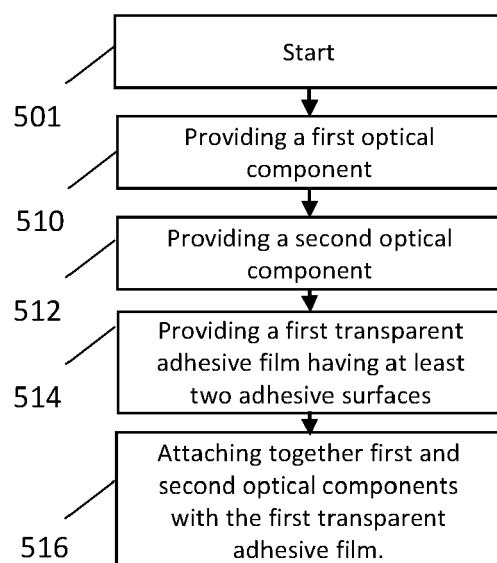 Start
501
Providing a first optical
component
510
Providing a second optical
component
512
Providing a first transparent
adhesive film having at least
two adhesive surfaces
514
Attaching together first and
second optical components
with the first transparent
adhesive film.
516